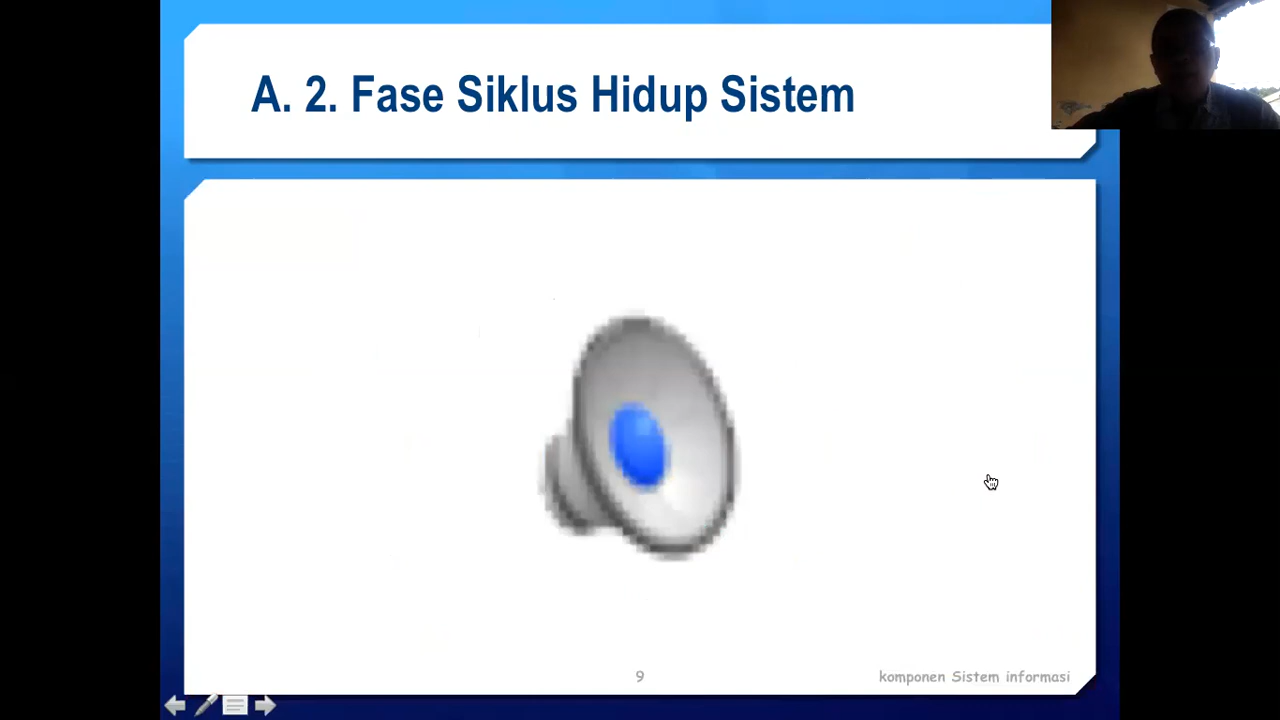 A. 2. Fase Siklus Hidup Sistem
9
komponen Sistem informasi